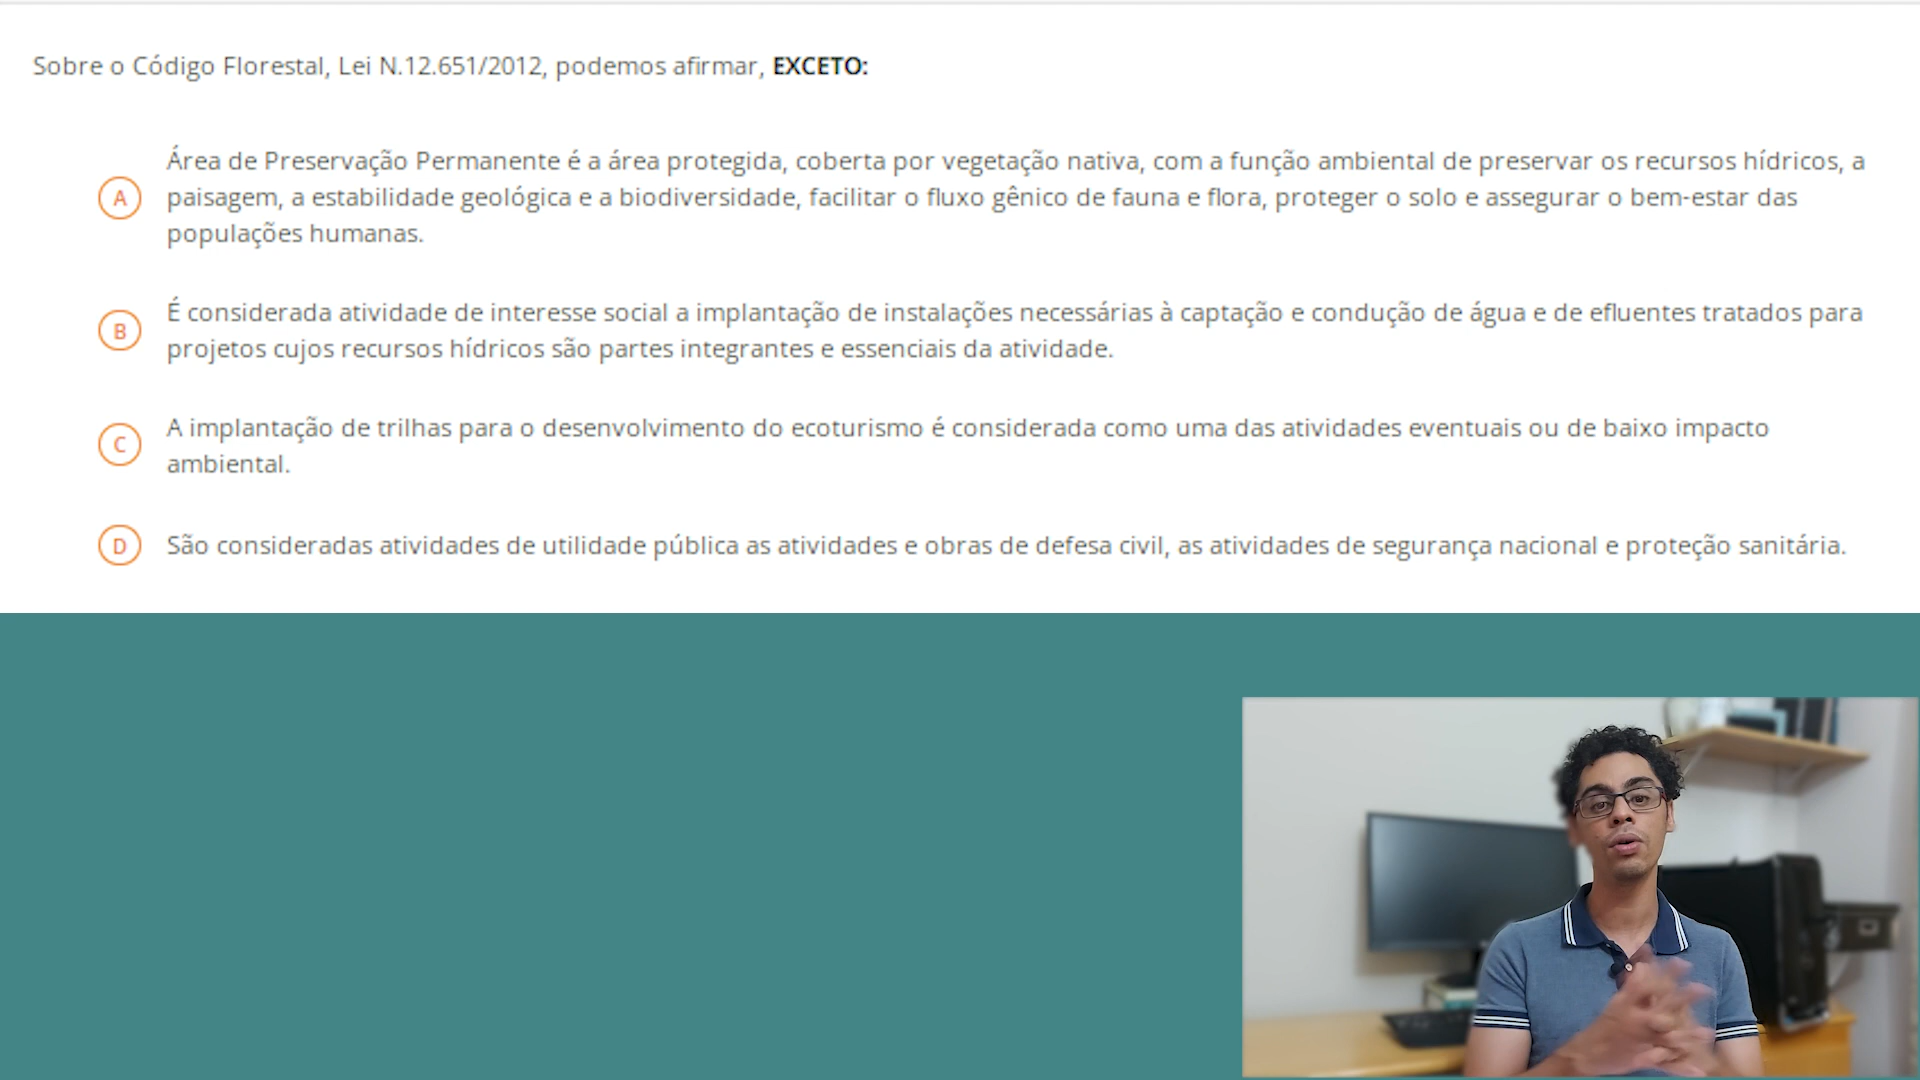 Sobre o Código Florestal, Lei N.12.651/2012, podemos afirmar, EXCETO:
A
Área de Preservação Permanente é a área protegida, coberta por vegetação nativa, com a função ambiental de preservar os recursos hídricos, a
paisagem, a estabilidade geológica e a biodiversidade, facilitar o fluxo gênico de fauna e flora, proteger o solo e assegurar o bem-estar das
populações humanas.
B
É considerada atividade de interesse social a implantação de instalações necessárias à captação e condução de água e de efluentes tratados para
projetos cujos recursos hídricos são partes integrantes e essenciais da atividade.
C
A implantação de trilhas para o desenvolvimento do ecoturismo é considerada como uma das atividades eventuais ou de baixo impacto
ambiental.
D
São consideradas atividades de utilidade pública as atividades e obras de defesa civil, as atividades de segurança nacional e proteção sanitária.